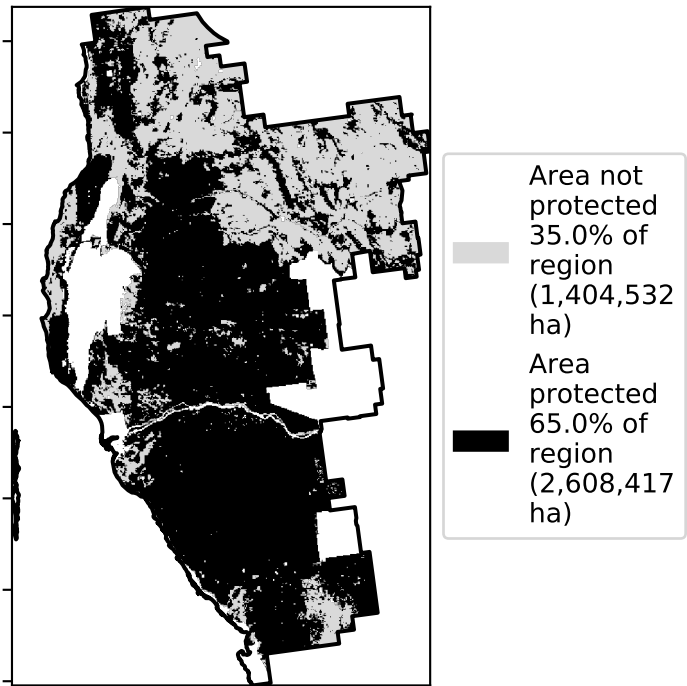 Area not
protected
35.0% of
region
(1,404,532
ha)
Area
protected
65.0% of
region
(2,608,417
ha)